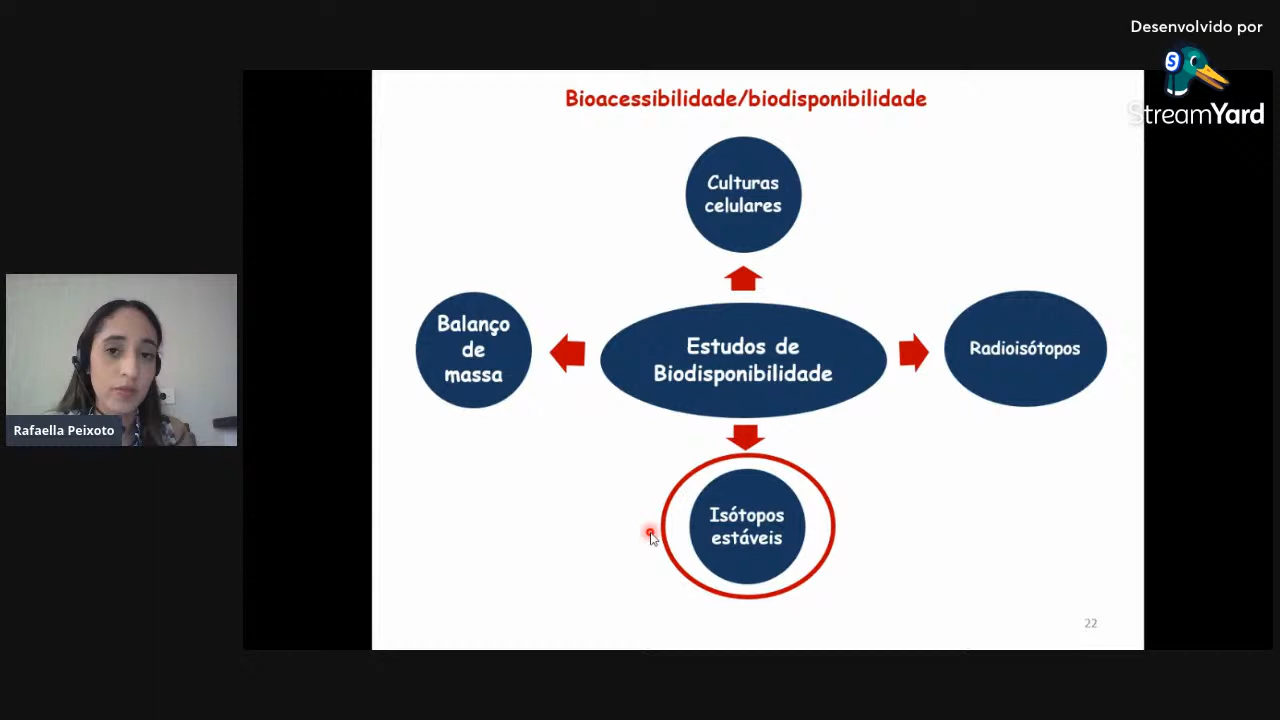 Desenvolvido por
StreamYard
Bioacessibilidade/biodisponibilidade
Culturas
celulares
Balanço
de
massa
Estudos de
Biodisponibilidade
Radioisótopos
Isótopos
estáveis
Rafaella Peixoto
22